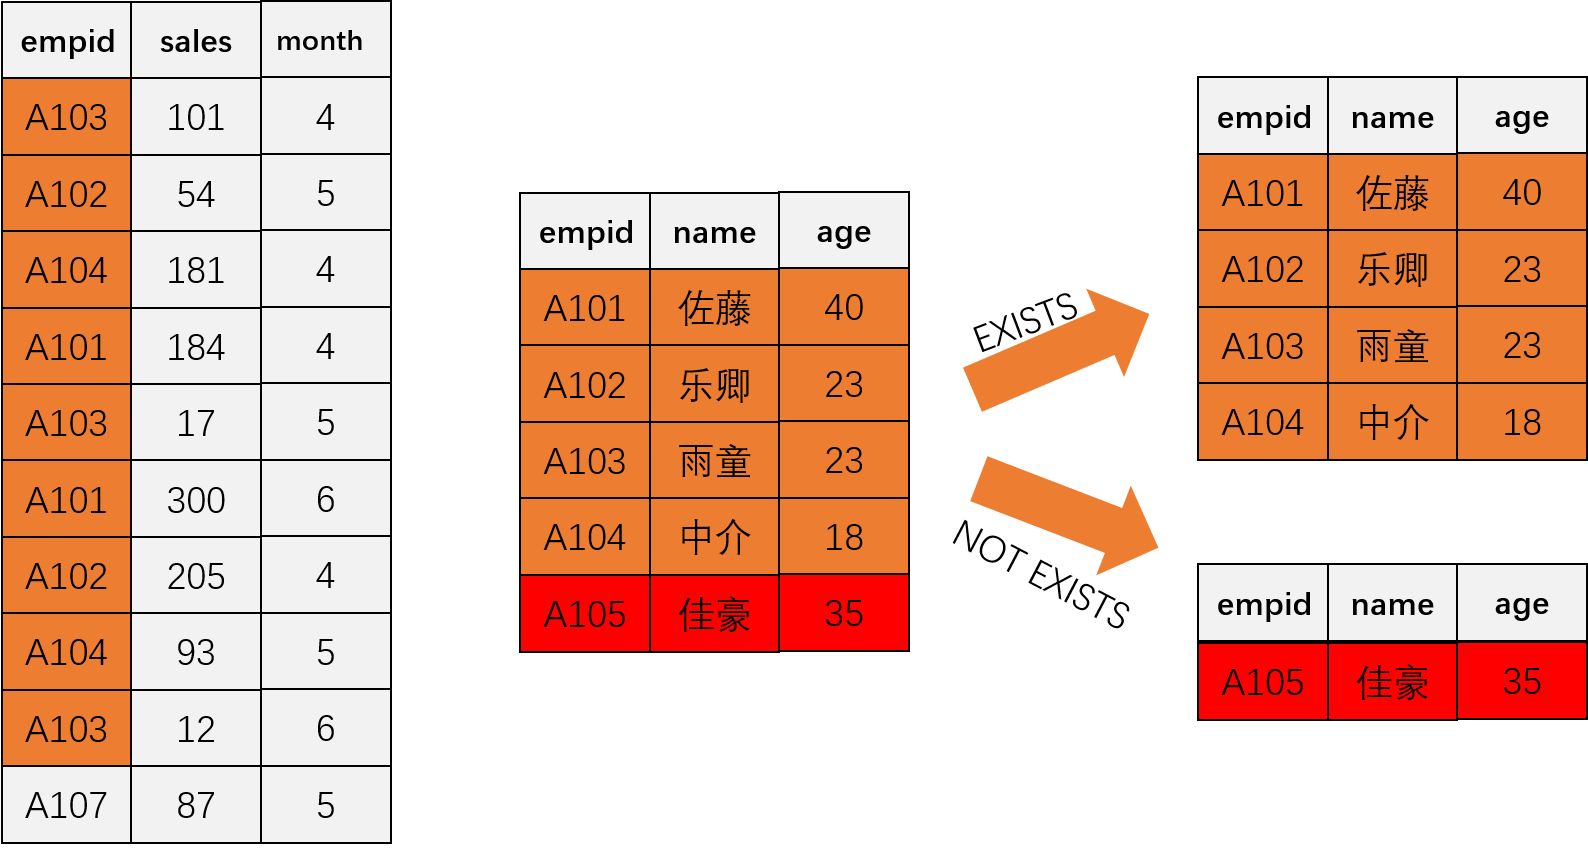 empid sales month
A103 101 4
A102 54 5
A104 181 4
A101 184 4
A103 17 5
A101 300 6
A102 205 4
A104 93 5
A103 12 6
A107 87 5
empid name age
A101 佐藤 40
A102 乐卿 23
A103 雨童 23
A104 中介 18
A105 佳豪 35
EXISTS
NOT EXISTS
empid name age
A101 佐藤 40
A102 乐卿 23
A103 雨童 23
A104 中介 18
empid name age
A105 佳豪 35